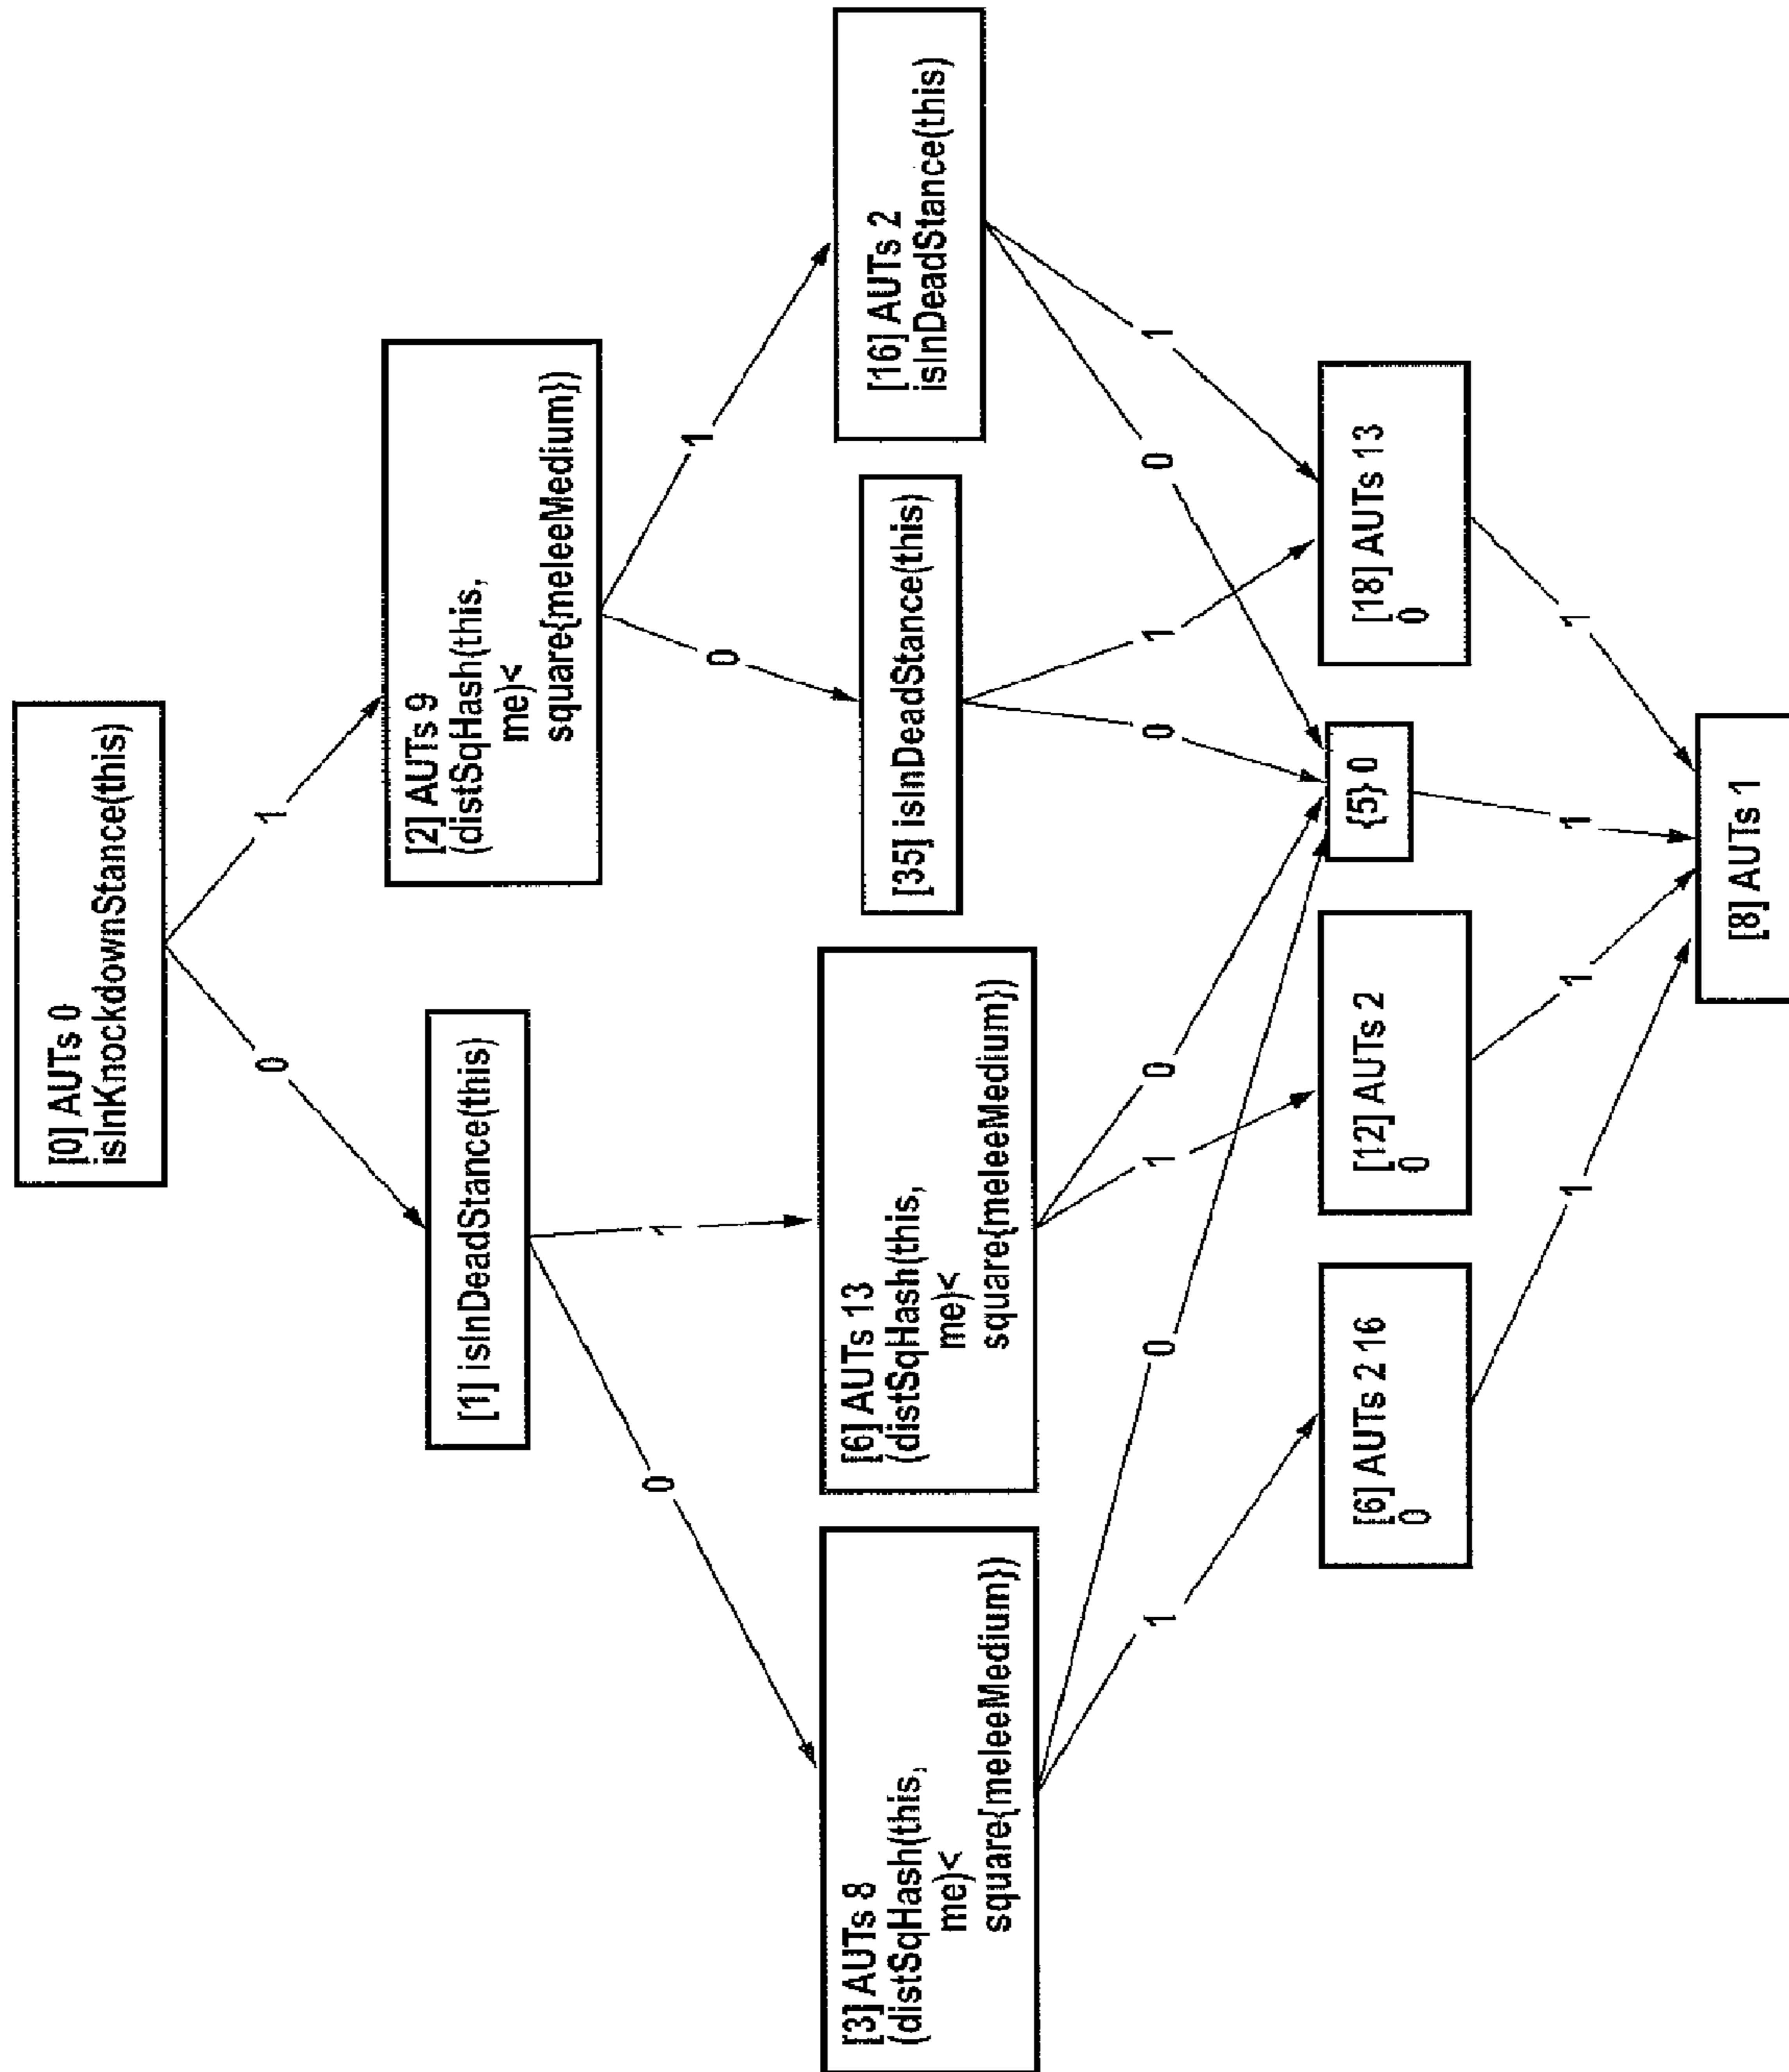 [0] AUTs 0
isInKnockdownStance(this)
0
1
[1] isInDeadStance(this)
[2] AUTs 9
(distSqHash(this,
me)<
square{meleeMedium})
0
1
0
1
[3] AUTs 8
(distSqHash(this,
me)<
square{meleeMedium})
[6] AUTs 13
(distSqHash(this,
me)<
square{meleeMedium})
[35] isInDeadStance(this)
[16] AUTs 2
isInDeadStance(this)
1
0
1
0
0
1
0
1
[6] AUTs 2 16
0
[12] AUTs 2
0
{5} 0
[18] AUTs 13
0
1
1
1
1
[8] AUTs 1